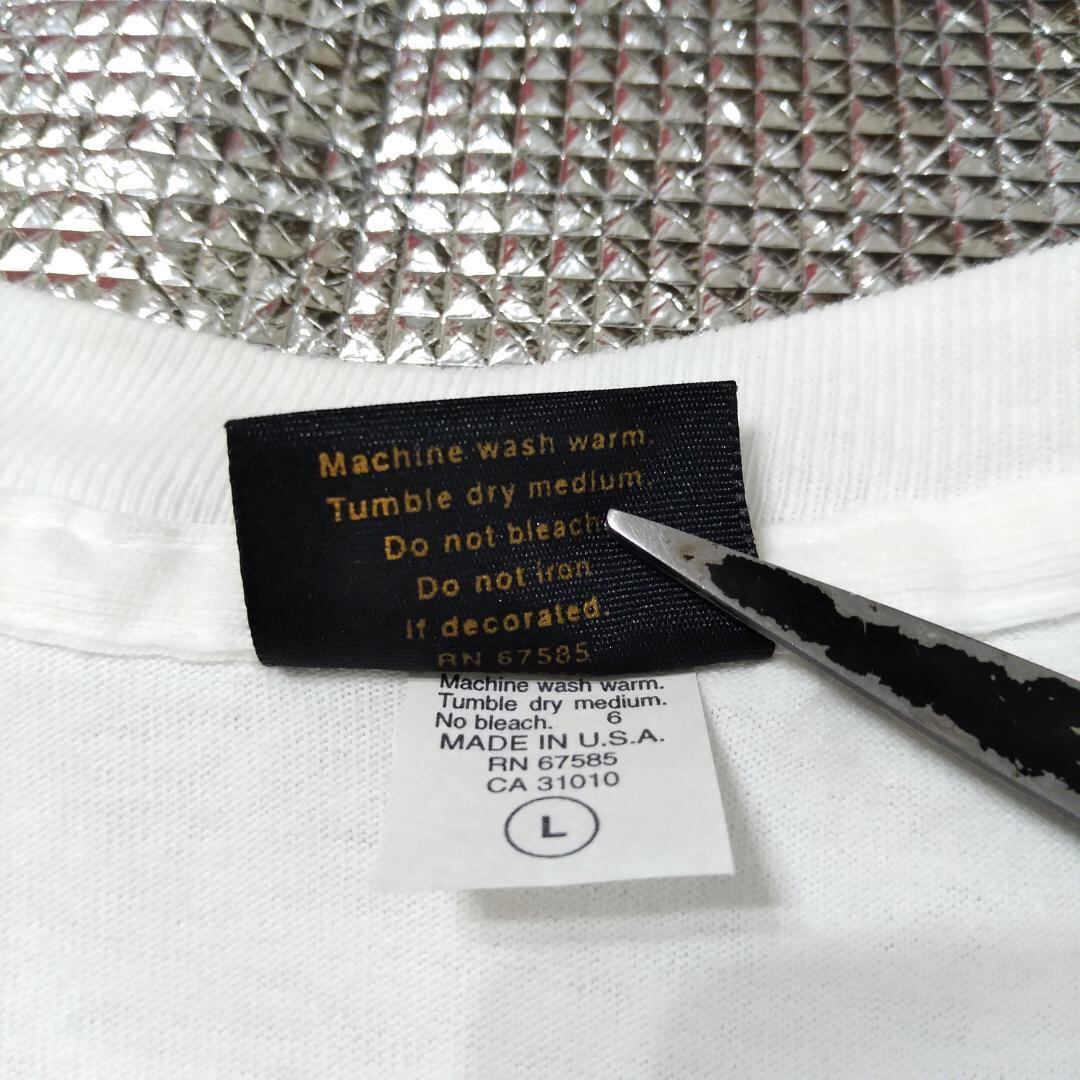 Machine wash warm.
Tumble dry medium.
Do not bleach.
Do not iron
if decorated.
RN 67585
Machine wash warm.
Tumble dry medium.
No bleach. 6
MADE IN U.S.A.
RN 67585
CA 31010
L